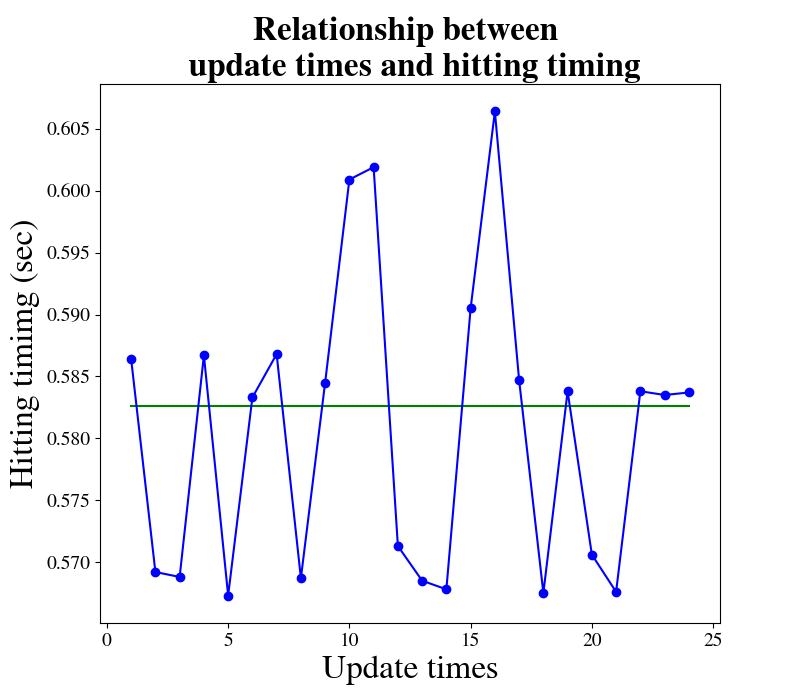 Relationship between
update times and hitting timing
Hitting timimg (sec)
0.605
0.600
0.595
0.590
0.585
0.580
0.575
0.570
0 5 10 15 20 25
Update times